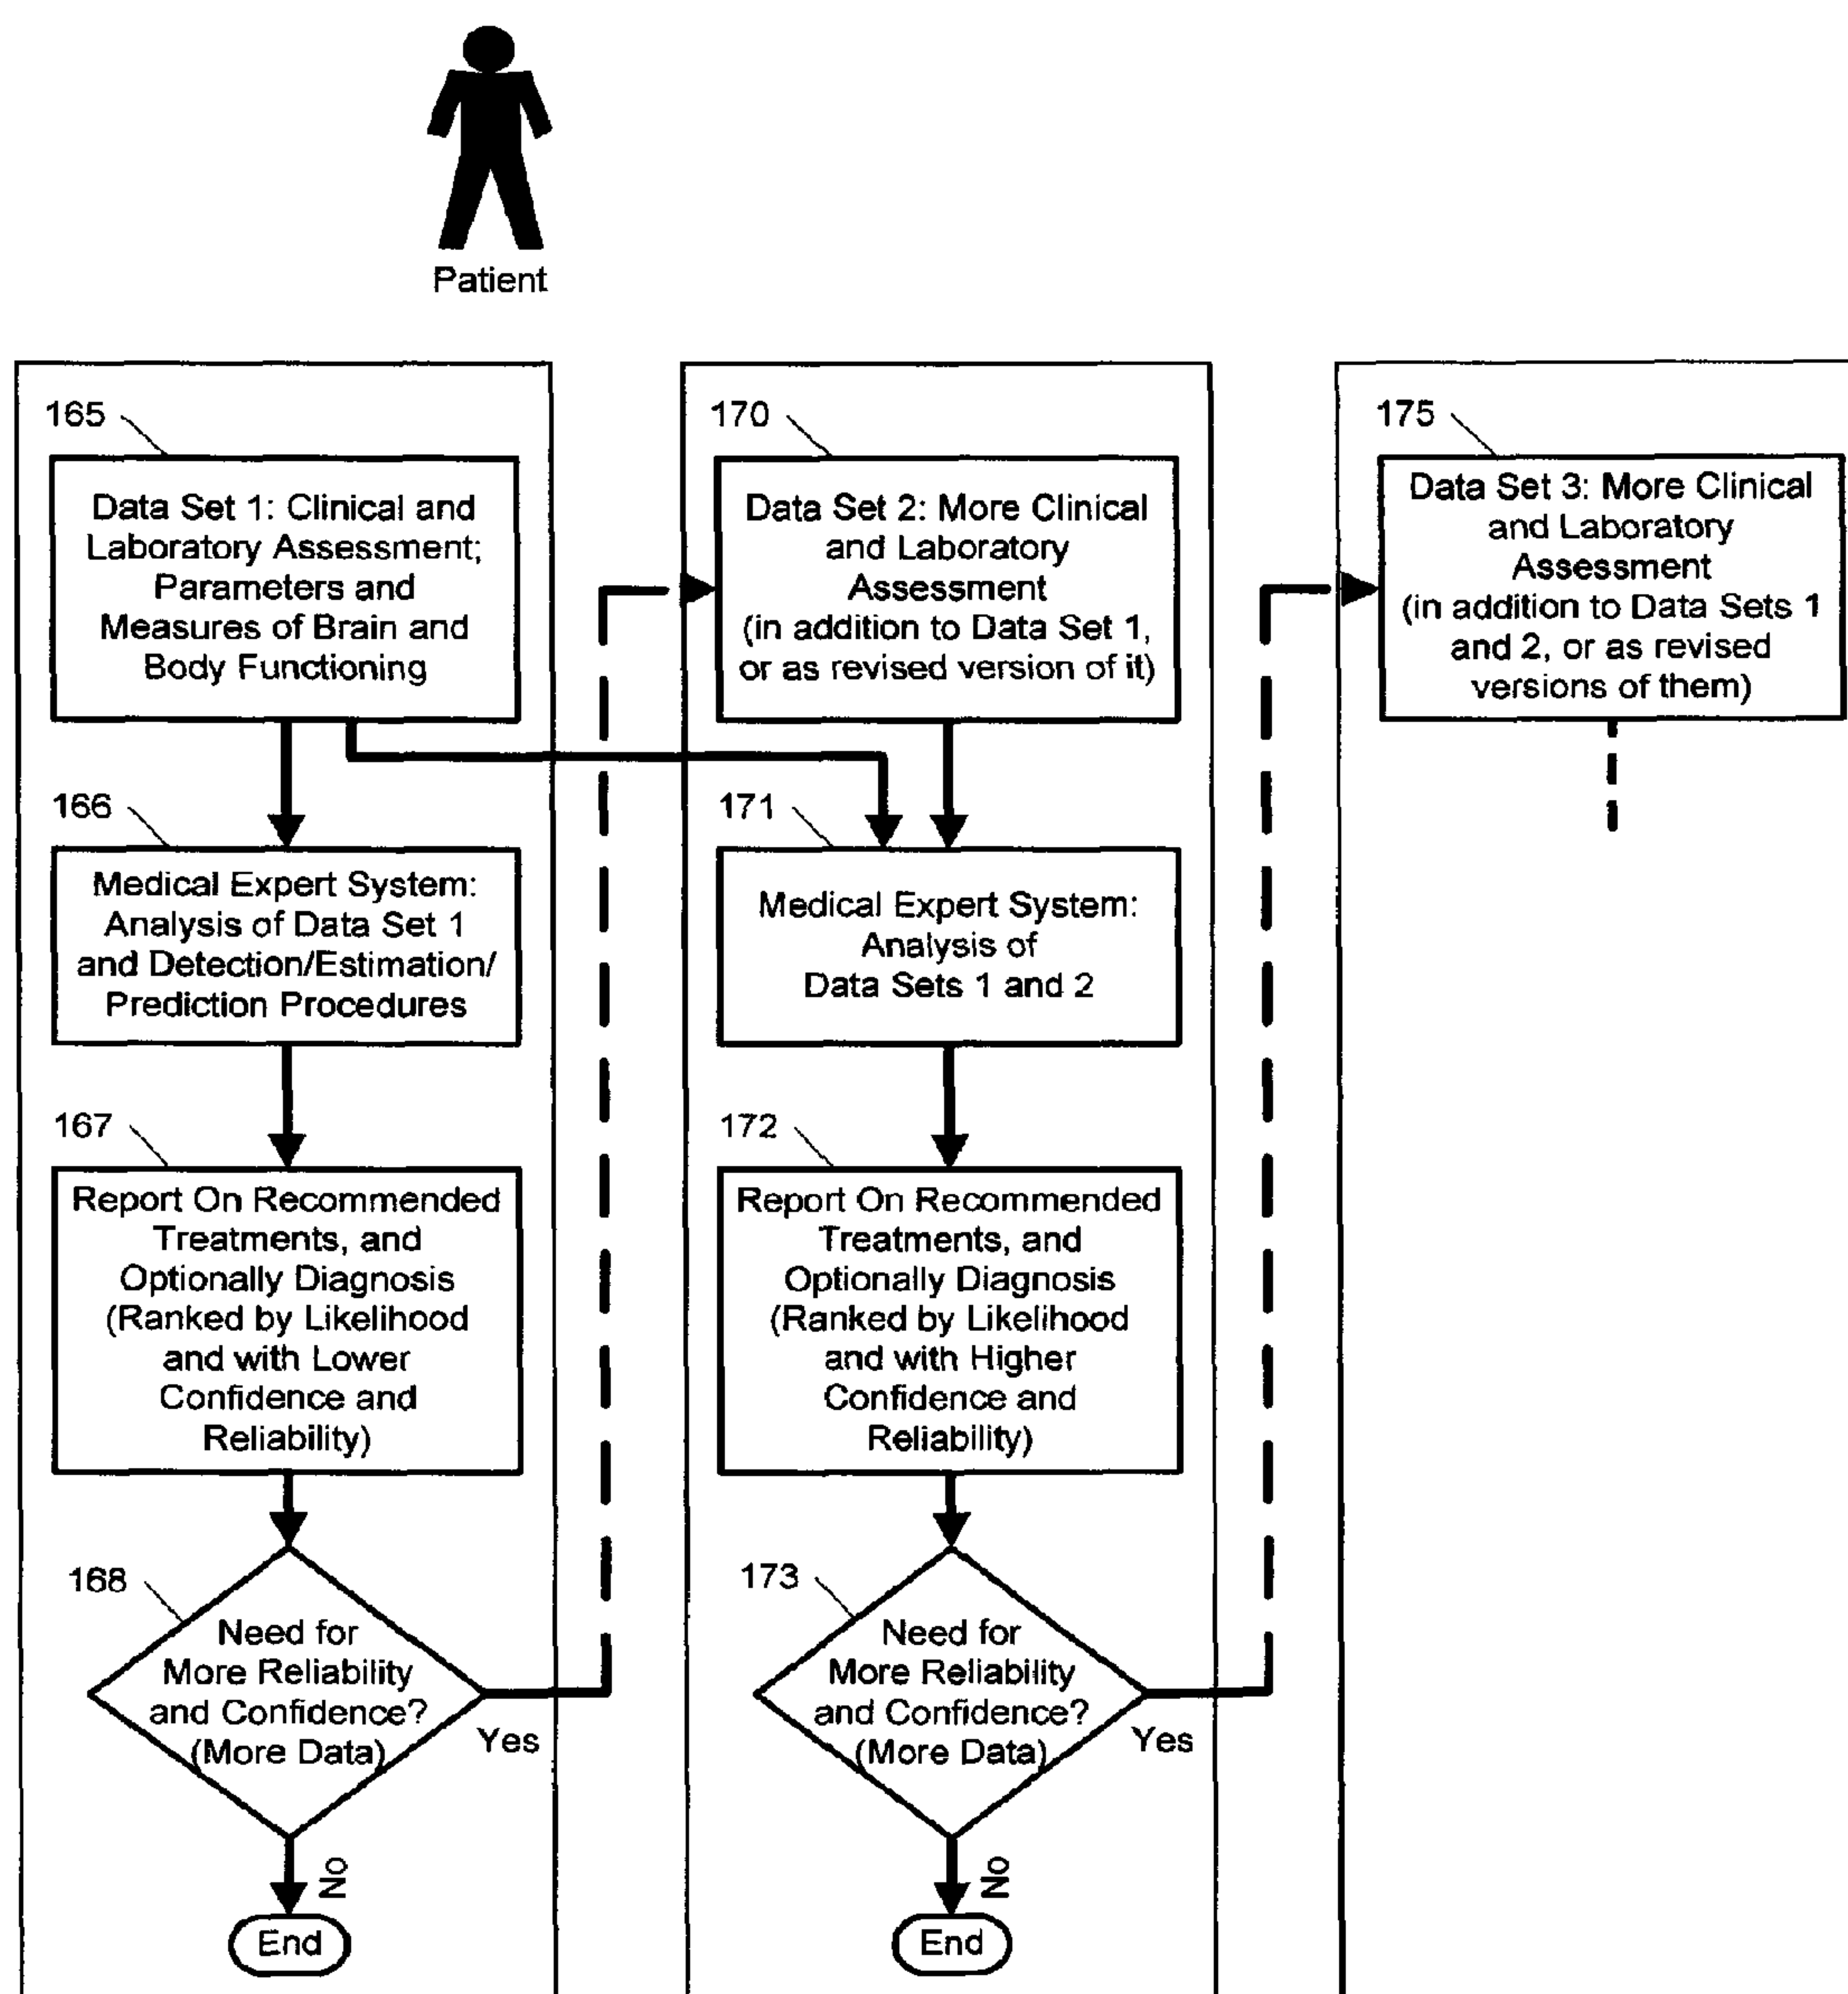 Patient
165
Data Set 1: Clinical and
Laboratory Assessment;
Parameters and
Measures of Brain and
Body Functioning
166
Medical Expert System:
Analysis of Data Set 1
and Detection/Estimation/
Prediction Procedures
167
Report On Recommended
Treatments, and
Optionally Diagnosis
(Ranked by Likelihood
and with Lower
Confidence and
Reliability)
168
Need for
More Reliability
and Confidence?
(More Data)
Yes
No
End
170
Data Set 2: More Clinical
and Laboratory
Assessment
(in addition to Data Set 1,
or as revised version of it)
171
Medical Expert System:
Analysis of
Data Sets 1 and 2
172
Report On Recommended
Treatments, and
Optionally Diagnosis
(Ranked by Likelihood
and with Higher
Confidence and
Reliability)
173
Need for
More Reliability
and Confidence?
(More Data)
Yes
No
End
175
Data Set 3: More Clinical
and Laboratory
Assessment
(in addition to Data Sets 1
and 2, or as revised
versions of them)